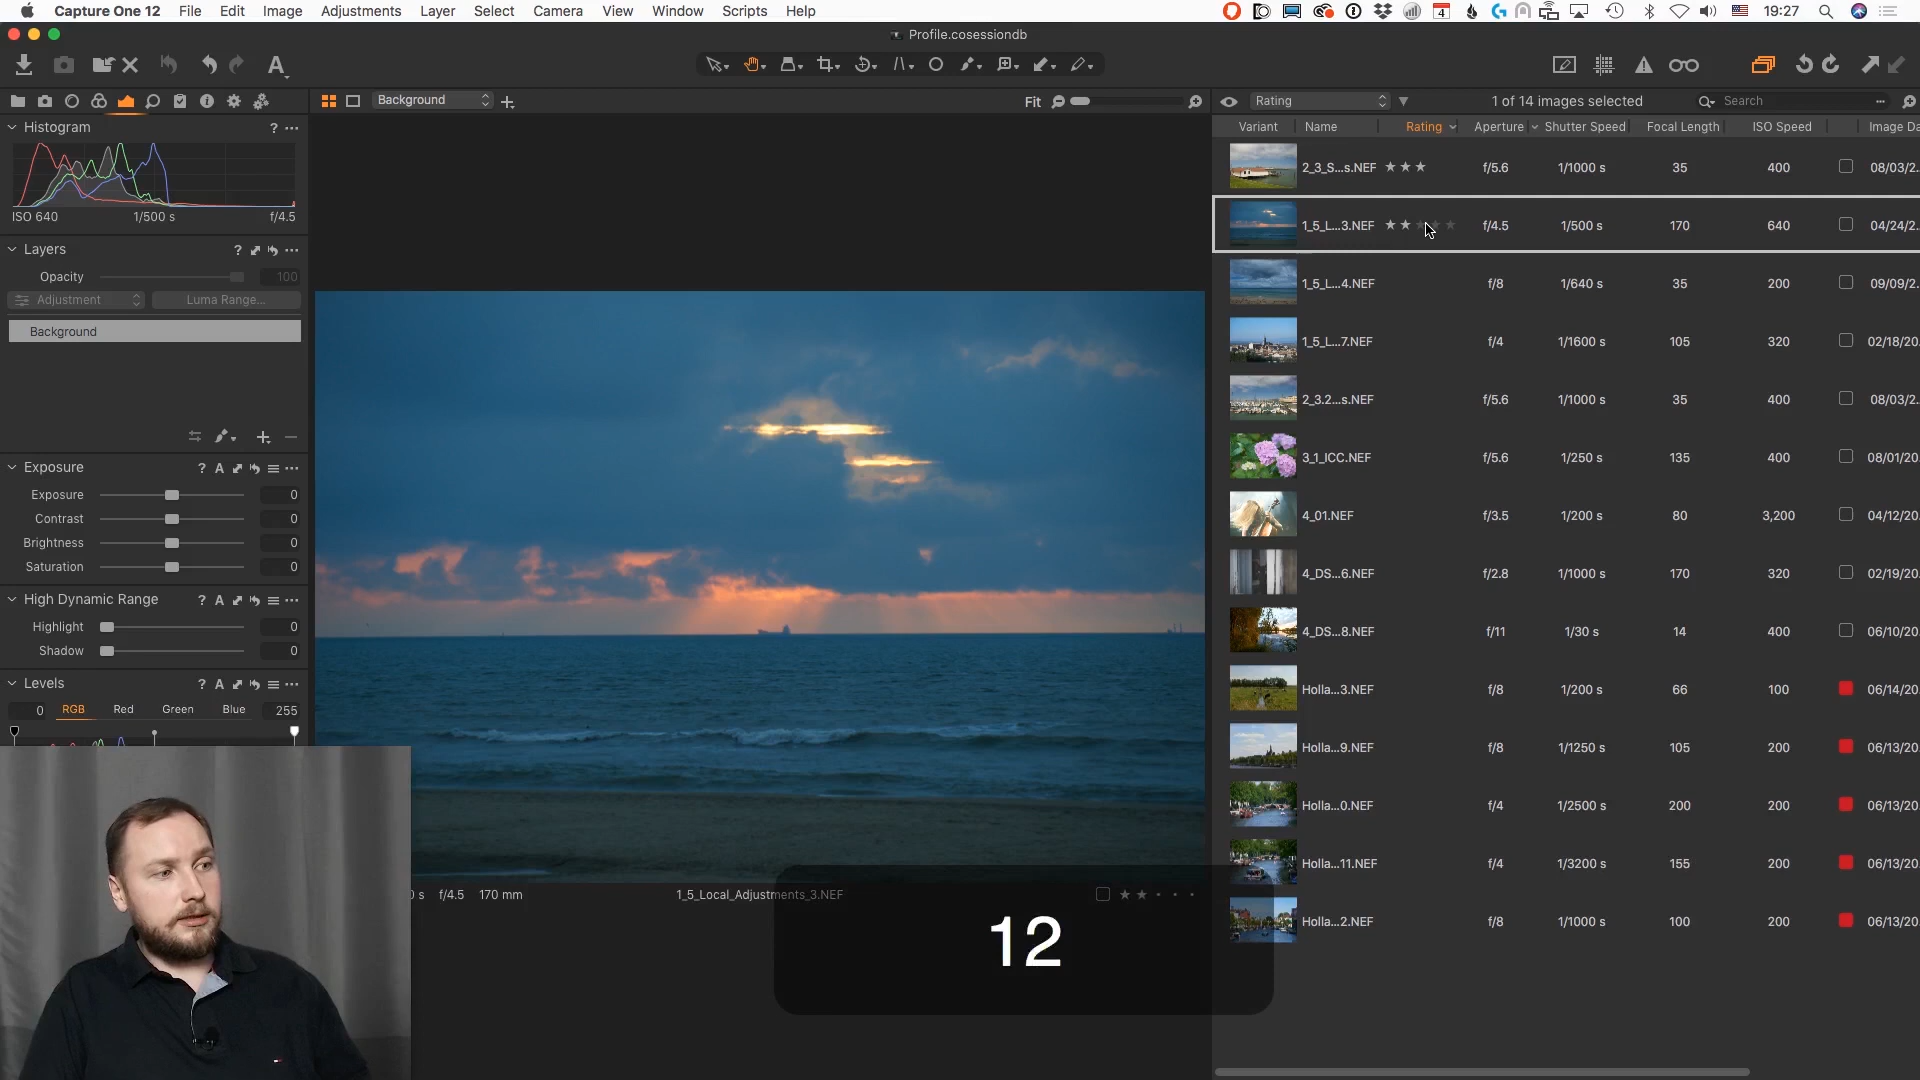 Capture One 12 File Edit Image Adjustments Layer Select Camera View Window Scripts Help 4 19:27
Profile.cosessiondb
A
Background Fit Rating 1 of 14 images selected Search
Histogram ?
ISO 640 1/500 s f/4.5
Layers ?
Opacity 100
Adjustment Luma Range...
Background
Exposure ? A
Exposure 0
Contrast 0
Brightness 0
Saturation 0
High Dynamic Range ? A
Highlight 0
Shadow 0
Levels ? A
0 RGB Red Green Blue 255
0 s f/4.5 170 mm 1_5_Local_Adjustments_3.NEF
12
Variant Name Rating Aperture Shutter Speed Focal Length ISO Speed Image Da
2_3_S...s.NEF ★★★ f/5.6 1/1000 s 35 400 08/03/2..
1_5_L...3.NEF ★★ f/4.5 1/500 s 170 640 04/24/2..
1_5_L...4.NEF f/8 1/640 s 35 200 09/09/2..
1_5_L...7.NEF f/4 1/1600 s 105 320 02/18/20
2_3.2...s.NEF f/5.6 1/1000 s 35 400 08/03/2..
3_1_ICC.NEF f/5.6 1/250 s 135 400 08/01/20
4_01.NEF f/3.5 1/200 s 80 3,200 04/12/20
4_DS...6.NEF f/2.8 1/1000 s 170 320 02/19/20
4_DS...8.NEF f/11 1/30 s 14 400 06/10/20
Holla...3.NEF f/8 1/200 s 66 100 06/14/20
Holla...9.NEF f/8 1/1250 s 105 200 06/13/20
Holla...0.NEF f/4 1/2500 s 200 200 06/13/20
Holla...11.NEF f/4 1/3200 s 155 200 06/13/20
Holla...2.NEF f/8 1/1000 s 100 200 06/13/20